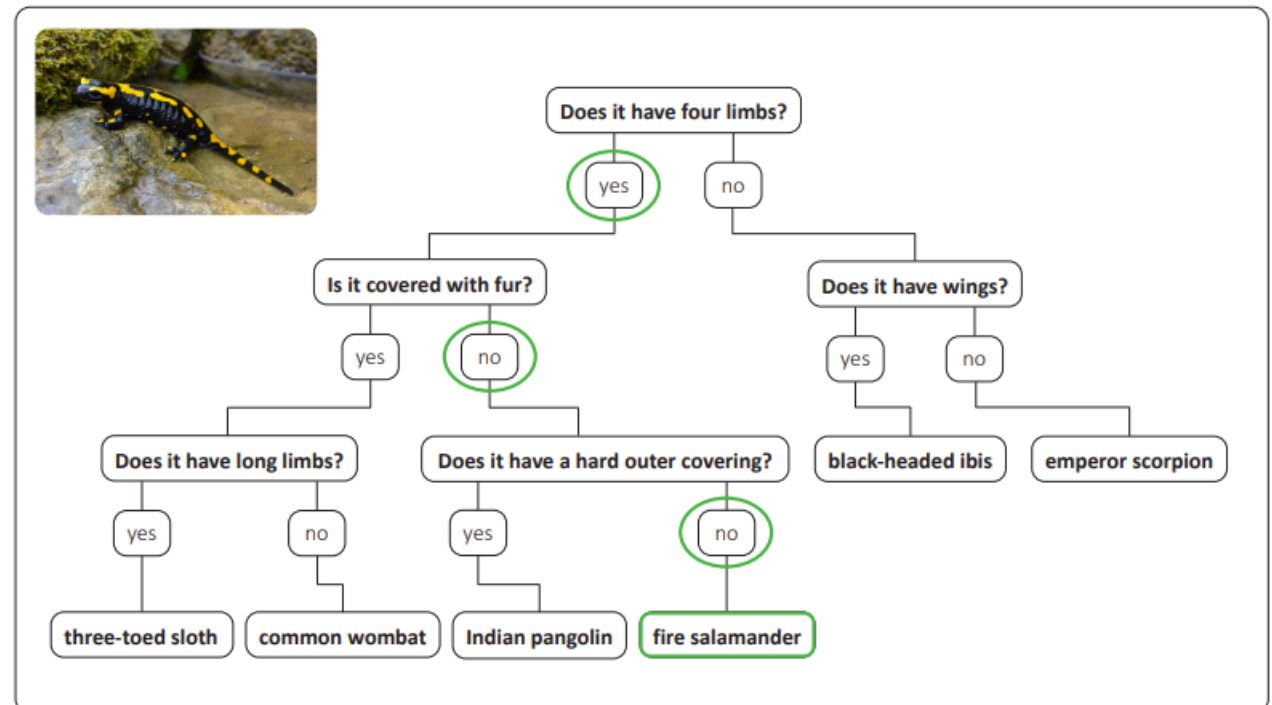 Does it have four limbs?
yes
no
Is it covered with fur?
Does it have wings?
yes
no
yes
no
Does it have long limbs?
Does it have a hard outer covering?
black-headed ibis
emperor scorpion
yes
no
yes
no
three-toed sloth
common wombat
Indian pangolin
fire salamander